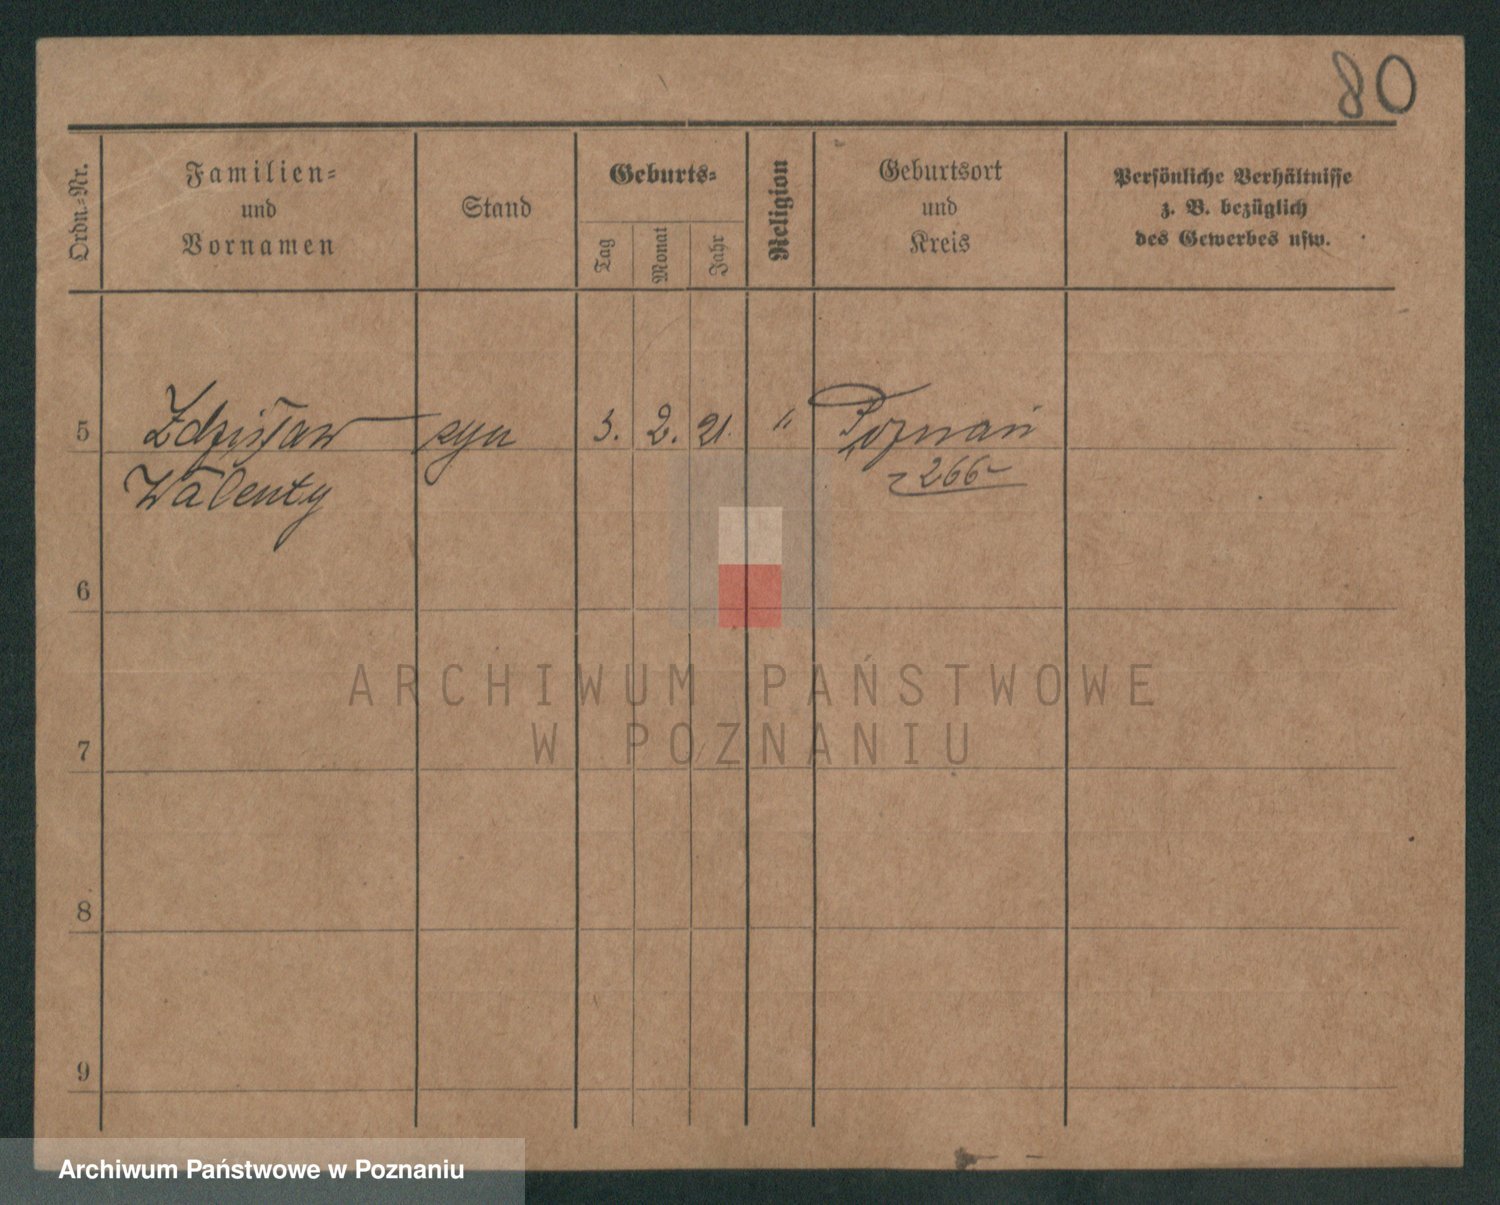 80
Ordn.-Nr.
Familien-
und
Vornamen
Stand
Geburts-
Tag
Monat
Jahr
Religion
Geburtsort
und
Kreis
Persönliche Verhältnisse
z. B. bezüglich
des Gewerbes usw.
5 Zdzisław syn 3. 2. 21. " Poznań
Walenty 266
6
7
8
9
ARCHIWUM PAŃSTWOWE
W POZNANIU
Archiwum Państwowe w Poznaniu